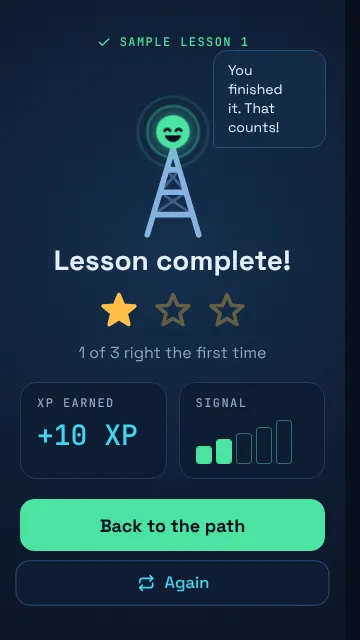 SAMPLE LESSON 1
You
finished
it. That
counts!
Lesson complete!
1 of 3 right the first time
XP EARNED
+10 XP
SIGNAL
Back to the path
Again